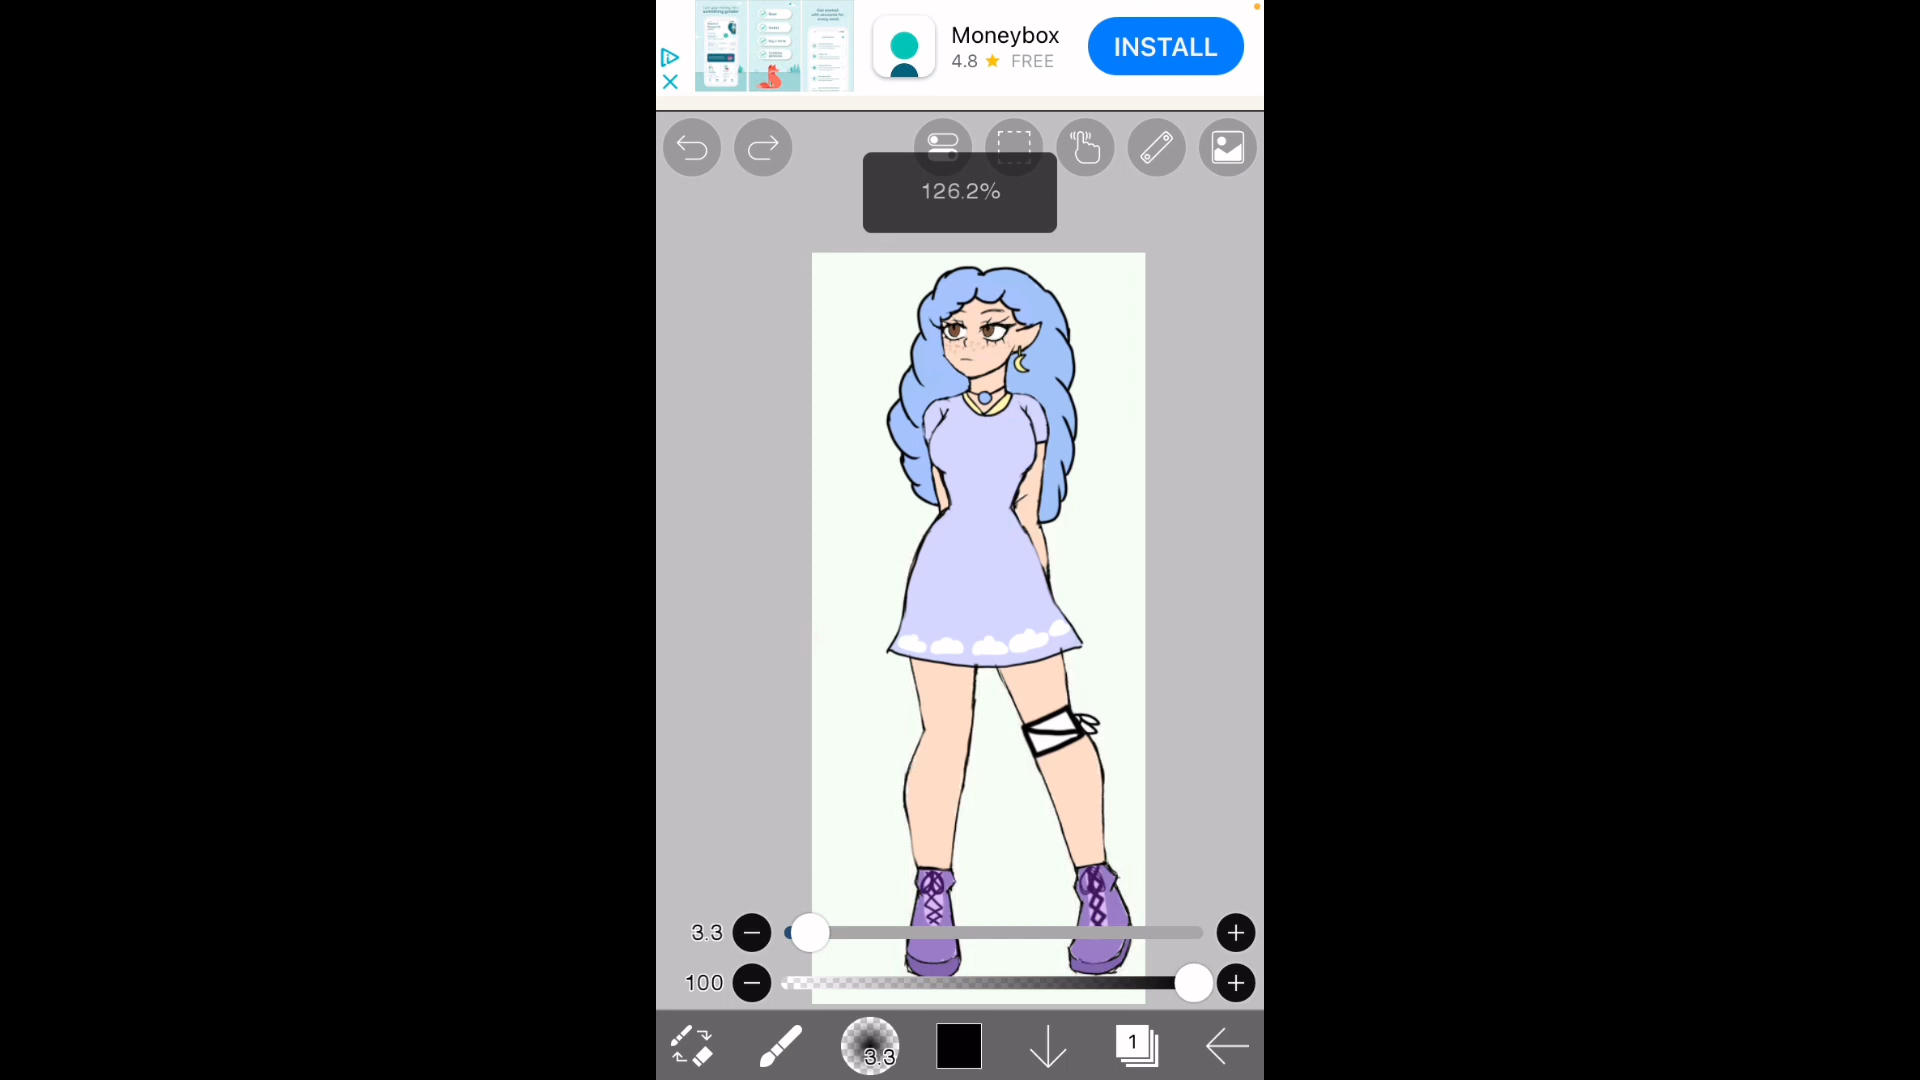 Moneybox
4.8 FREE
INSTALL
126.2%
3.3
100
3.3
1